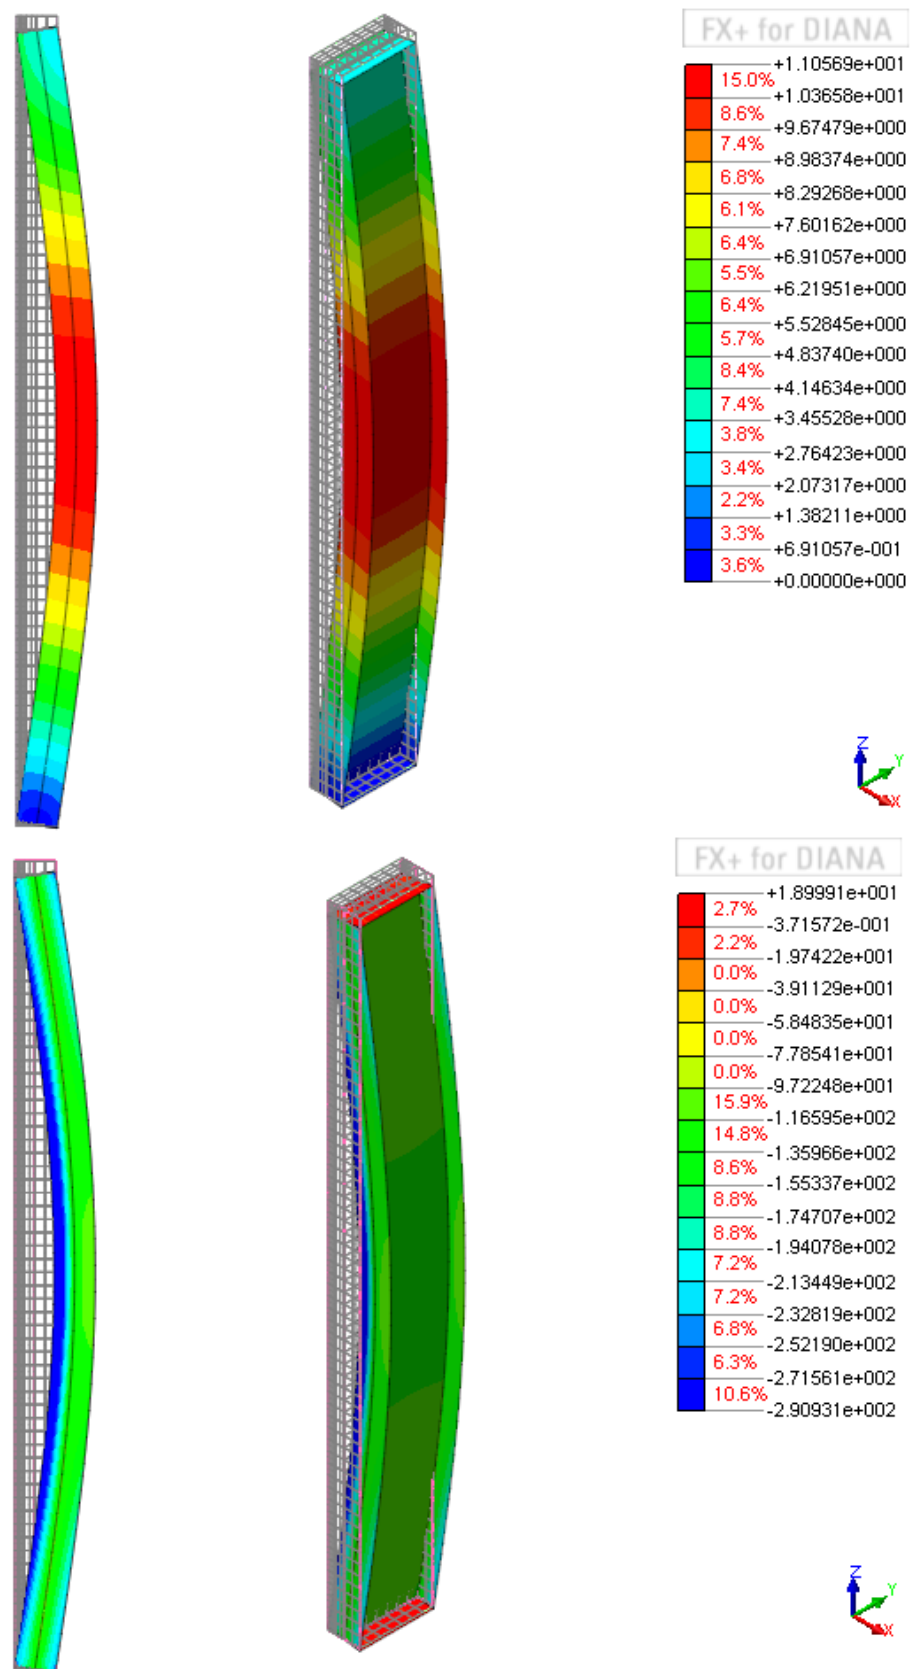 FX+ for DIANA
+1.10569e+001
15.0%
+1.03658e+001
8.6%
+9.67479e+000
7.4%
+8.98374e+000
6.8%
+8.29268e+000
6.1%
+7.60162e+000
6.4%
+6.91057e+000
5.5%
+6.21951e+000
6.4%
+5.52845e+000
5.7%
+4.83740e+000
8.4%
+4.14634e+000
7.4%
+3.45528e+000
3.8%
+2.76423e+000
3.4%
+2.07317e+000
2.2%
+1.38211e+000
3.3%
+6.91057e-001
3.6%
+0.00000e+000
Z
Y
X
FX+ for DIANA
+1.89991e+001
2.7%
-3.71572e-001
2.2%
-1.97422e+001
0.0%
-3.91129e+001
0.0%
-5.84835e+001
0.0%
-7.78541e+001
0.0%
-9.72248e+001
15.9%
-1.16595e+002
14.8%
-1.35966e+002
8.6%
-1.55337e+002
8.8%
-1.74707e+002
8.8%
-1.94078e+002
7.2%
-2.13449e+002
7.2%
-2.32819e+002
6.8%
-2.52190e+002
6.3%
-2.71561e+002
10.6%
-2.90931e+002
Z
Y
X